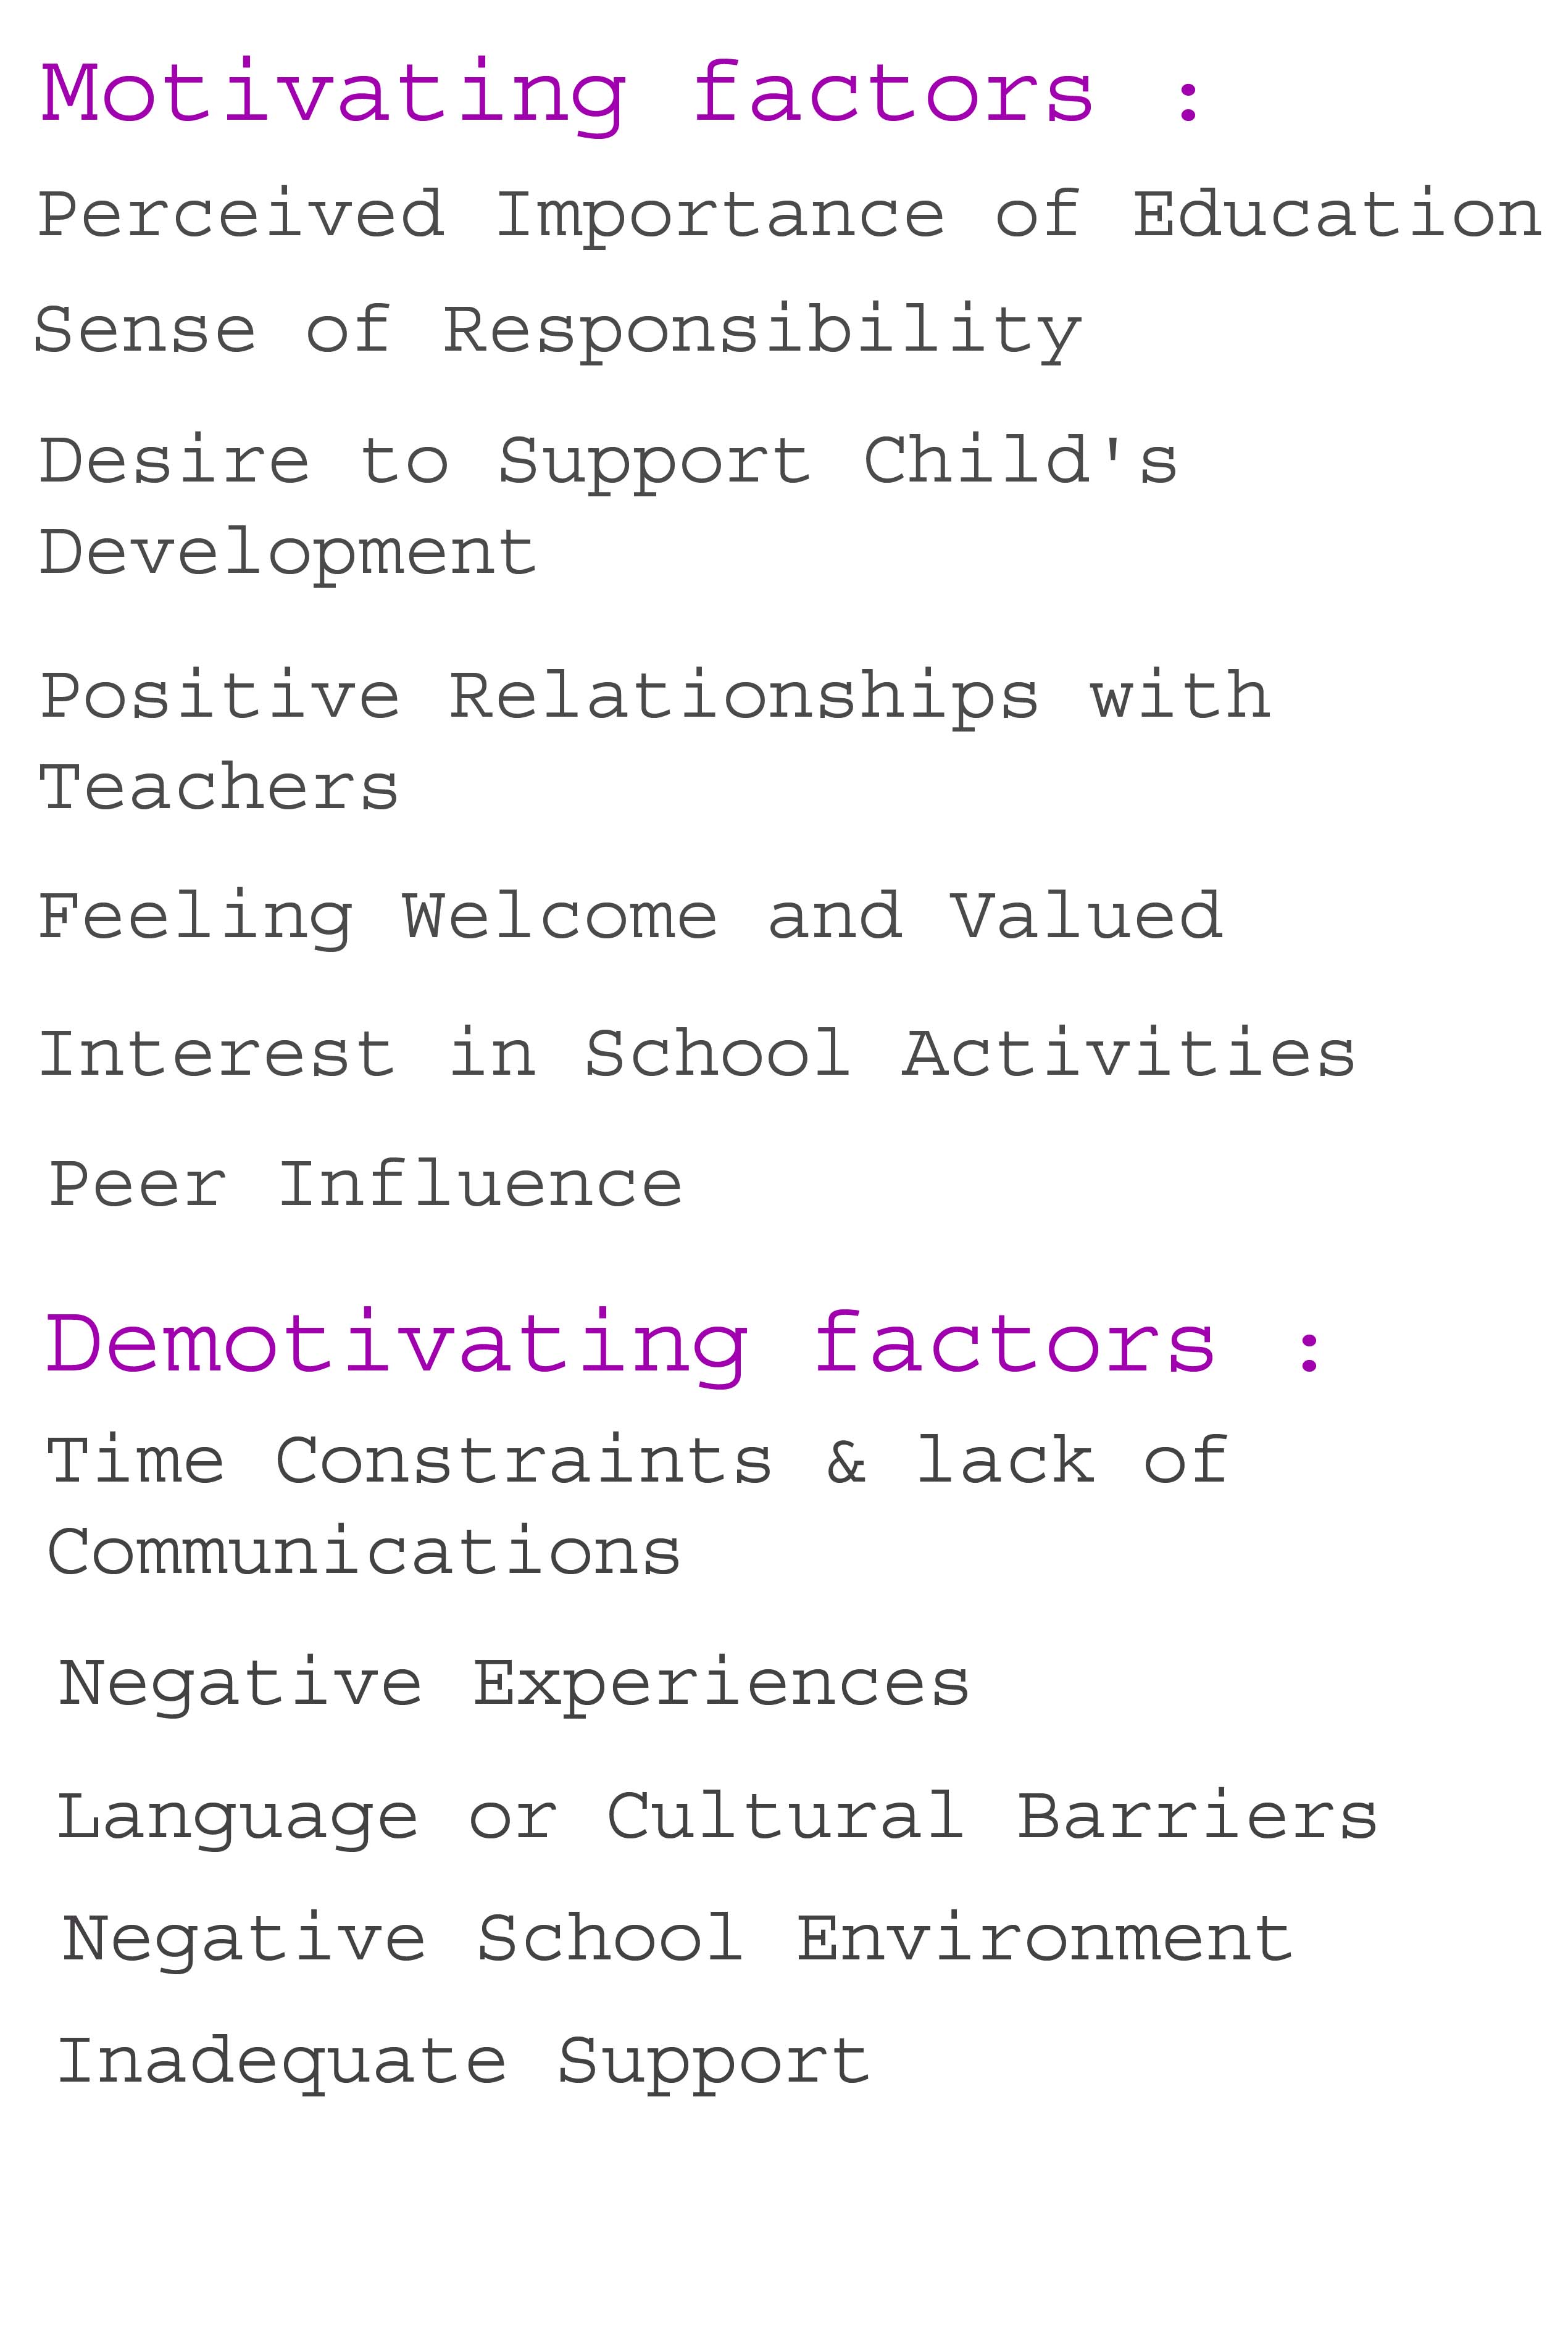 Motivating factors :
Perceived Importance of Education
Sense of Responsibility
Desire to Support Child's
Development
Positive Relationships with
Teachers
Feeling Welcome and Valued
Interest in School Activities
Peer Influence
Demotivating factors :
Time Constraints & lack of
Communications
Negative Experiences
Language or Cultural Barriers
Negative School Environment
Inadequate Support